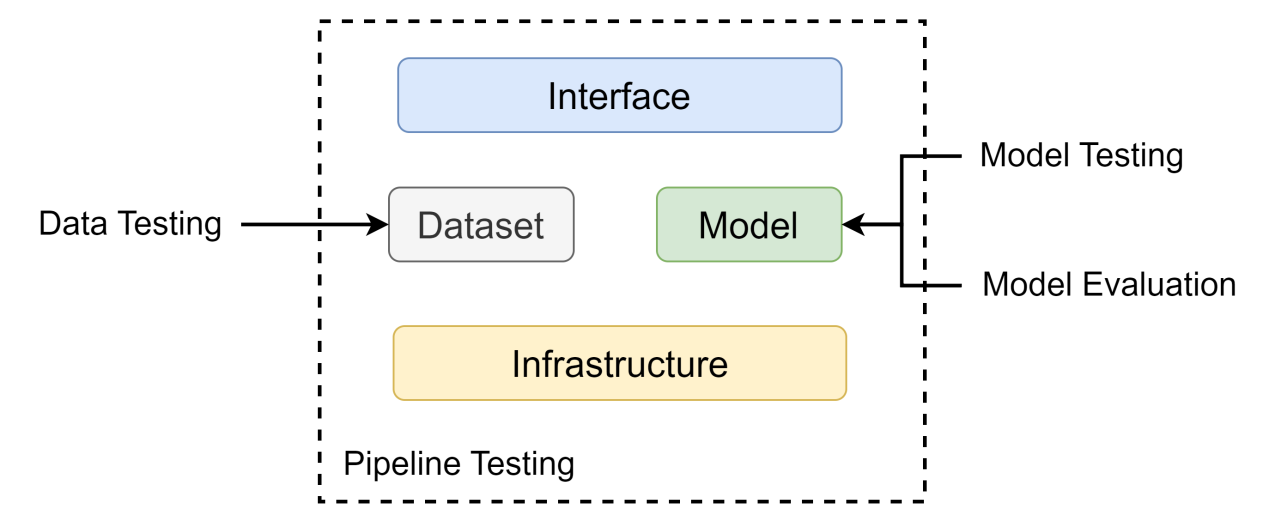 Interface
Model Testing
Data Testing
Dataset
Model
Model Evaluation
Infrastructure
Pipeline Testing